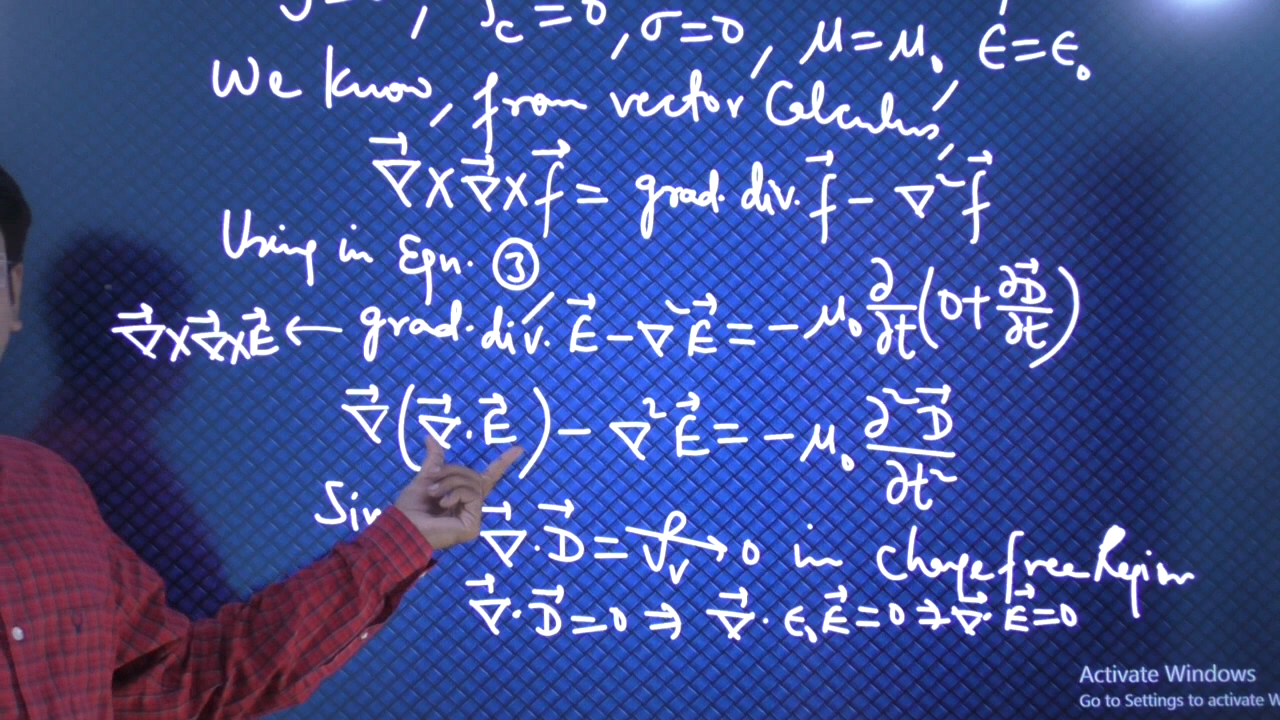 J_c = 0, σ = 0, μ = μ₀, ϵ = ϵ₀
We know, from vector Calculus,
∇⃗ × ∇⃗ × f⃗ = grad. div. f⃗ − ∇² f⃗
Using in Eqn. ③
∇⃗ × ∇⃗ × E⃗ ← grad. div. E⃗ − ∇² E⃗ = − μ₀ ∂/∂t (0 + ∂D⃗/∂t)
∇⃗ (∇⃗ · E⃗) − ∇² E⃗ = − μ₀ ∂²D⃗/∂t²
∇⃗ · D⃗ = ρ_v → 0 in charge free Region
∇⃗ · D⃗ = 0 ⇒ ∇⃗ · ϵ₀ E⃗ = 0 ⇒ ∇⃗ · E⃗ = 0
Activate Windows
Go to Settings to activate